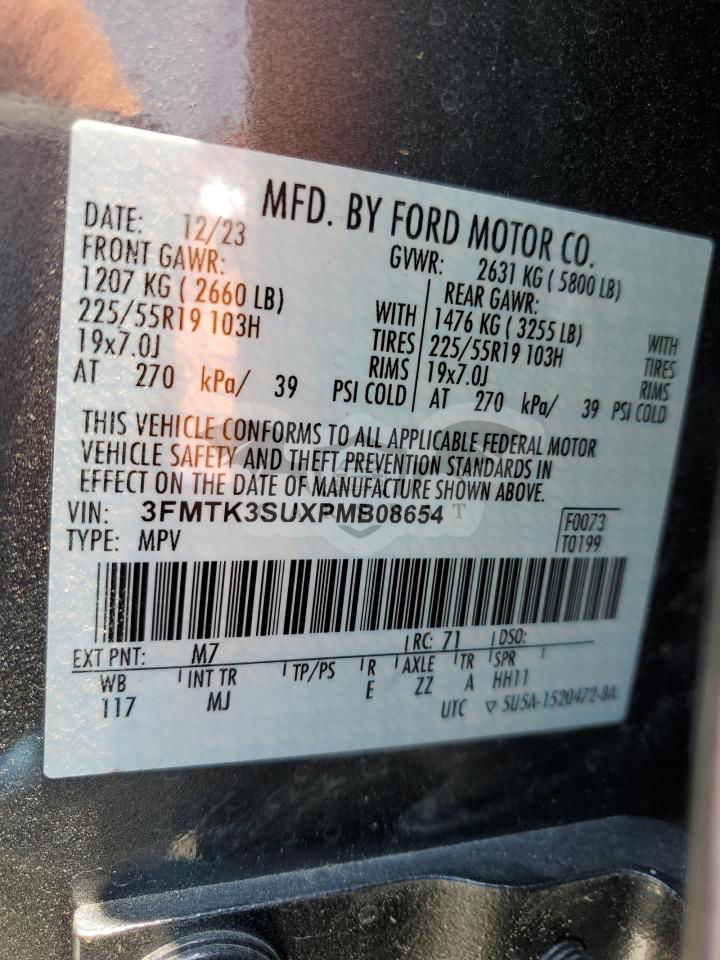 MFD. BY FORD MOTOR CO.
DATE: 12/23 GVWR: 2631 KG ( 5800 LB)
FRONT GAWR: REAR GAWR:
1207 KG ( 2660 LB) WITH 1476 KG ( 3255 LB) WITH
225/55R19 103H TIRES 225/55R19 103H TIRES
19x7.0J RIMS 19x7.0J RIMS
AT 270 kPa/ 39 PSI COLD AT 270 kPa/ 39 PSI COLD
THIS VEHICLE CONFORMS TO ALL APPLICABLE FEDERAL MOTOR
VEHICLE SAFETY AND THEFT PREVENTION STANDARDS IN
EFFECT ON THE DATE OF MANUFACTURE SHOWN ABOVE.
VIN: 3FMTK3SUXPMB08654 T F0073
TYPE: MPV T0199
EXT PNT: M7 RC: 71 DSO:
WB INT TR TP/PS R AXLE TR SPR
117 MJ E ZZ A HH11
UTC 5U5A-1520472-8A